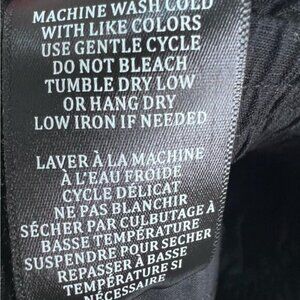 MACHINE WASH COLD
WITH LIKE COLORS
USE GENTLE CYCLE
DO NOT BLEACH
TUMBLE DRY LOW
OR HANG DRY
LOW IRON IF NEEDED
LAVER À LA MACHINE
À L'EAU FROIDE
CYCLE DÉLICAT
NE PAS BLANCHIR
SÉCHER PAR CULBUTAGE À
BASSE TEMPÉRATURE
SUSPENDRE POUR SÉCHER
REPASSER À BASSE
TEMPÉRATURE SI
NÉCESSAIRE